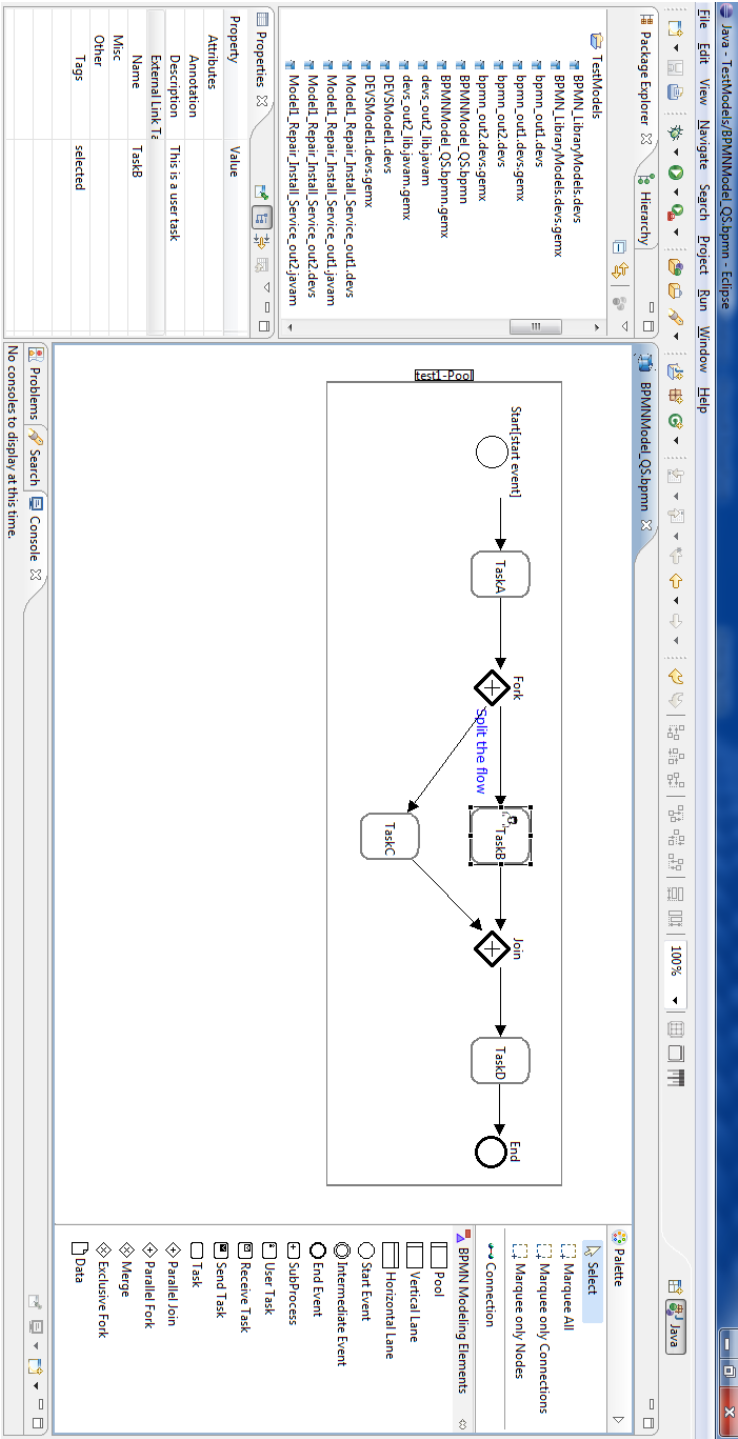 Java - TestModels/BPMNModel_QS.bpmn - Eclipse
File Edit View Navigate Search Project Run Window Help
100%
Java
Package Explorer
Hierarchy
TestModels
BPMN_LibraryModels.devs
BPMN_LibraryModels.devs.gemx
bpmn_out1.devs
bpmn_out1.devs.gemx
bpmn_out2.devs
bpmn_out2.devs.gemx
BPMNModel_QS.bpmn
BPMNModel_QS.bpmn.gemx
devs_out2_lib.javam
devs_out2_lib.javam.gemx
DEVSModel1.devs
DEVSModel1.devs.gemx
Model1_Repair_Install_Service_out1.devs
Model1_Repair_Install_Service_out1.javam
Model1_Repair_Install_Service_out2.devs
Model1_Repair_Install_Service_out2.javam
Properties
Property Value
Attributes
Annotation
Description This is a user task
External Link Ta
Name TaskB
Misc
Other
Tags selected
BPMNModel_QS.bpmn
test1-Pool
Start[start event]
TaskA
Fork
Split the flow
TaskB
TaskC
Join
TaskD
End
Palette
Select
Marquee All
Marquee only Connections
Marquee only Nodes
Connection
BPMN Modeling Elements
Pool
Vertical Lane
Horizontal Lane
Start Event
Intermediate Event
End Event
SubProcess
User Task
Receive Task
Send Task
Task
Parallel Join
Parallel Fork
Merge
Exclusive Fork
Data
Problems
Search
Console
No consoles to display at this time.